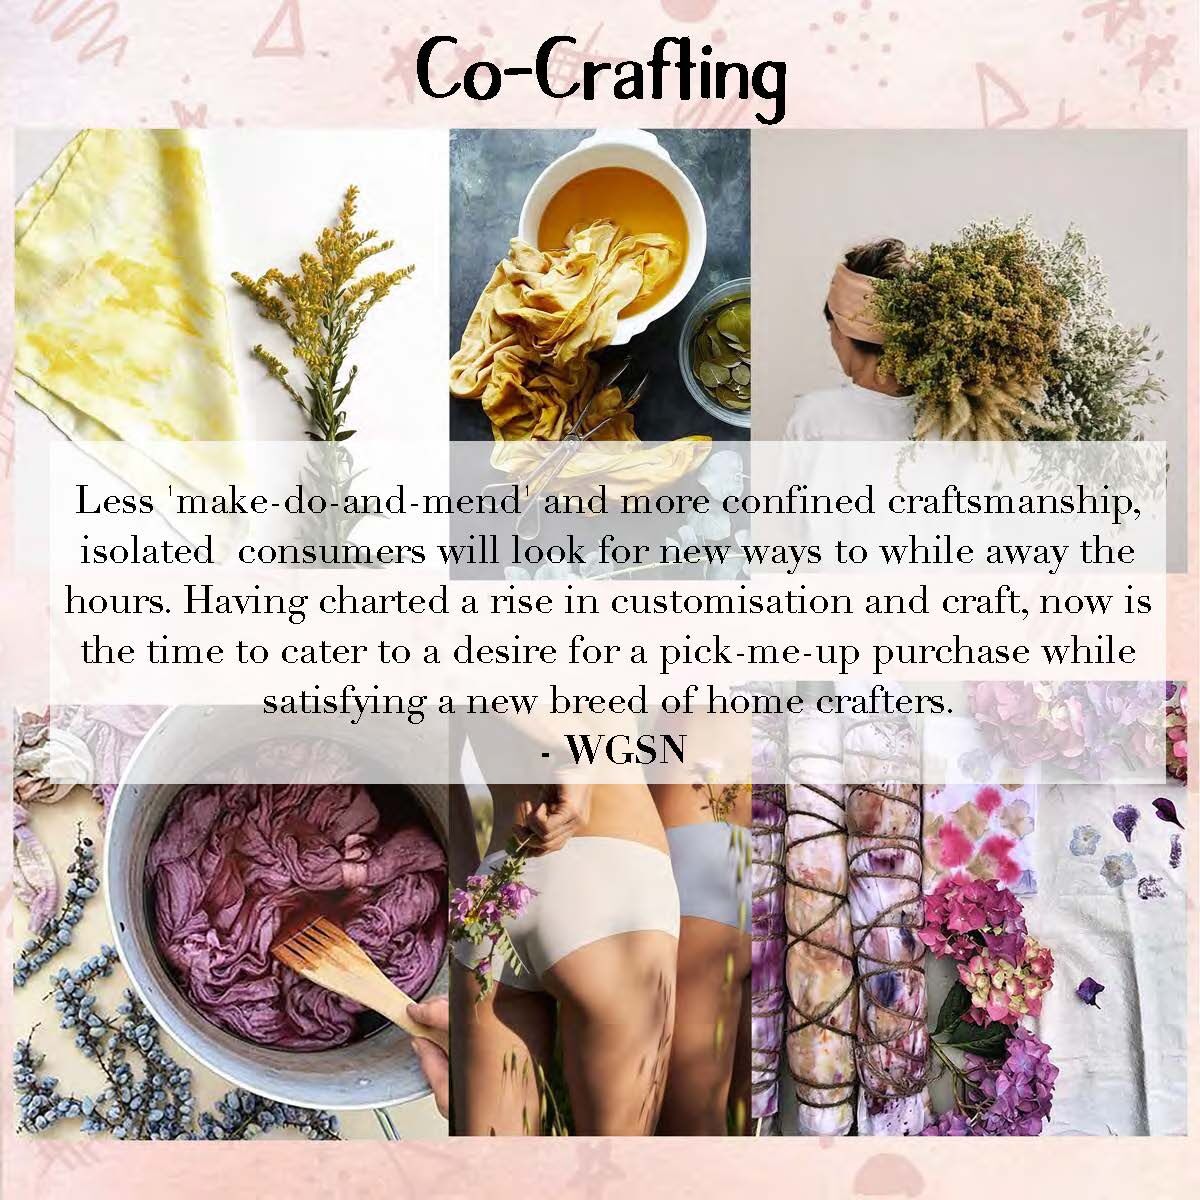 Co-Crafting
Less 'make-do-and-mend' and more confined craftsmanship,
isolated consumers will look for new ways to while away the
hours. Having charted a rise in customisation and craft, now is
the time to cater to a desire for a pick-me-up purchase while
satisfying a new breed of home crafters.
- WGSN